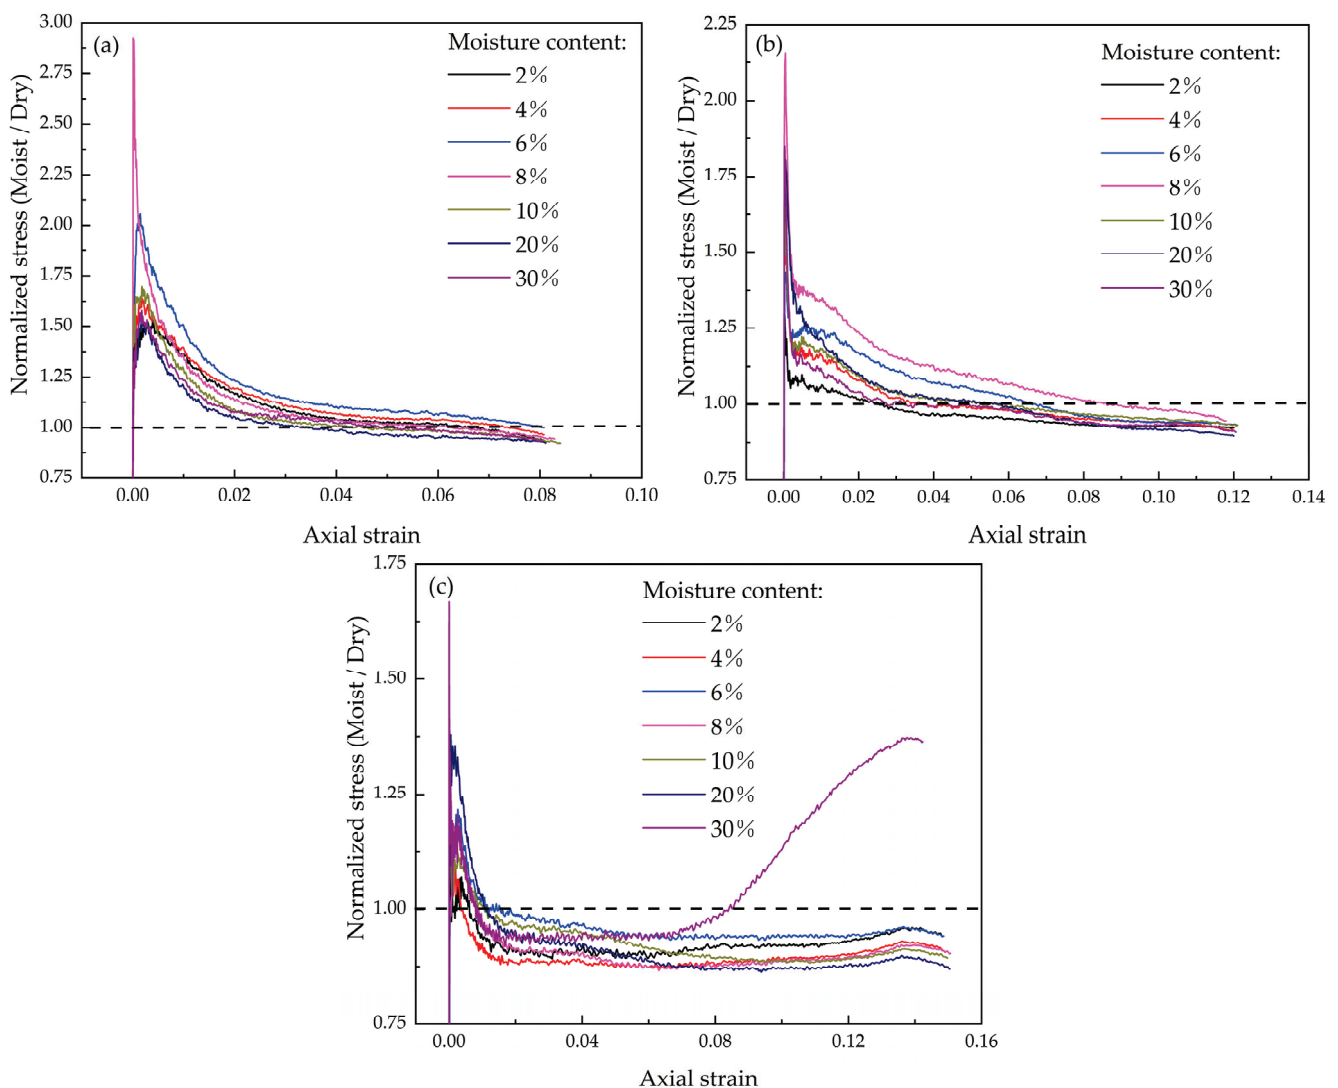 (a)
Normalized stress (Moist / Dry)
3.00
2.75
2.50
2.25
2.00
1.75
1.50
1.25
1.00
0.75
Moisture content:
2%
4%
6%
8%
10%
20%
30%
0.00 0.02 0.04 0.06 0.08 0.10
Axial strain
(b)
Normalized stress (Moist / Dry)
2.25
2.00
1.75
1.50
1.25
1.00
0.75
Moisture content:
2%
4%
6%
8%
10%
20%
30%
0.00 0.02 0.04 0.06 0.08 0.10 0.12 0.14
Axial strain
(c)
Normalized stress (Moist / Dry)
1.75
1.50
1.25
1.00
0.75
Moisture content:
2%
4%
6%
8%
10%
20%
30%
0.00 0.04 0.08 0.12 0.16
Axial strain